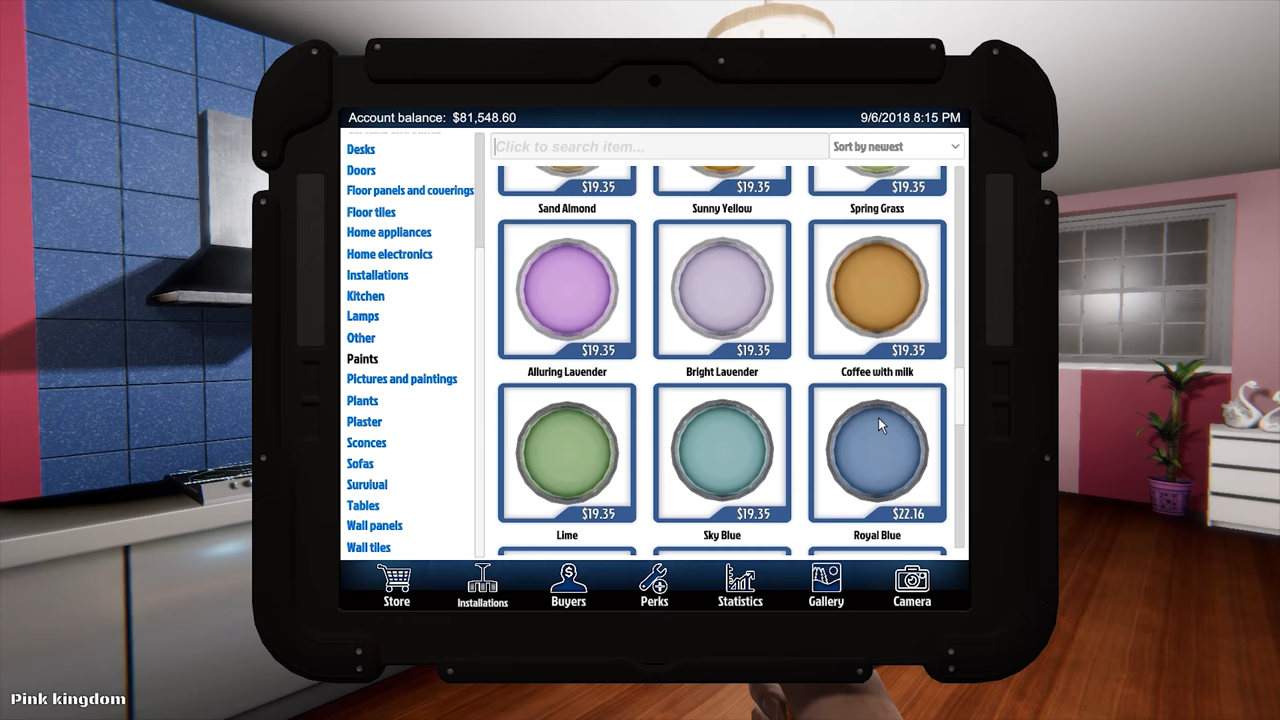 Account balance: $81,548.60
9/6/2018 8:15 PM
Desks
Doors
Floor panels and coverings
Floor tiles
Home appliances
Home electronics
Installations
Kitchen
Lamps
Other
Paints
Pictures and paintings
Plants
Plaster
Sconces
Sofas
Survival
Tables
Wall panels
Wall tiles
Click to search item...
Sort by newest
$19.35 $19.35 $19.35
Sand Almond Sunny Yellow Spring Grass
$19.35 $19.35 $19.35
Alluring Lavender Bright Lavender Coffee with milk
$19.35 $19.35 $22.16
Lime Sky Blue Royal Blue
Store Installations Buyers Perks Statistics Gallery Camera
Pink kingdom